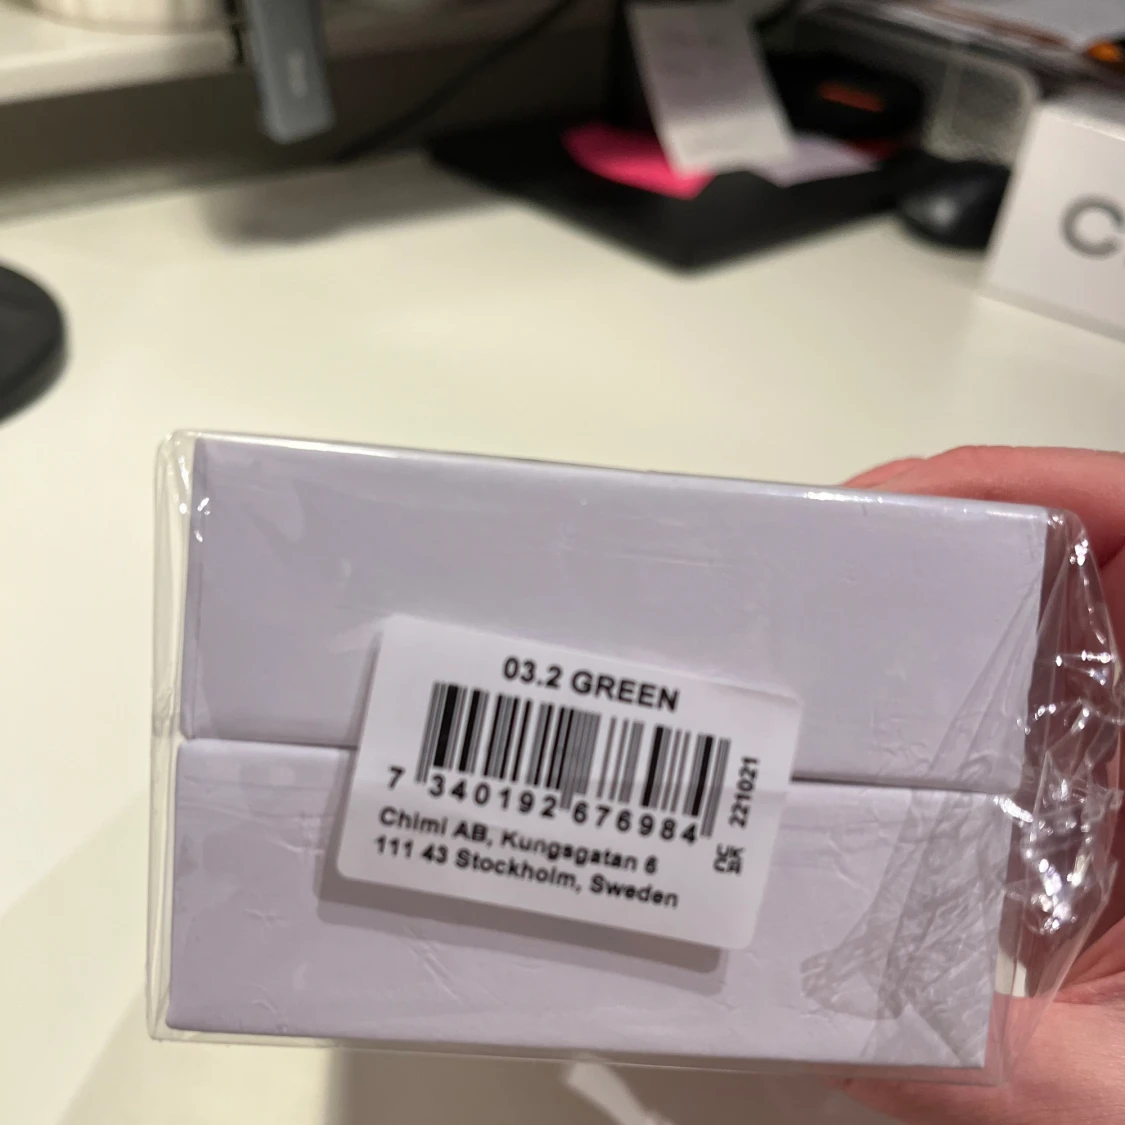 03.2 GREEN
7 340192 676984
221021
UK
CA
Chimi AB, Kungsgatan 6
111 43 Stockholm, Sweden
C